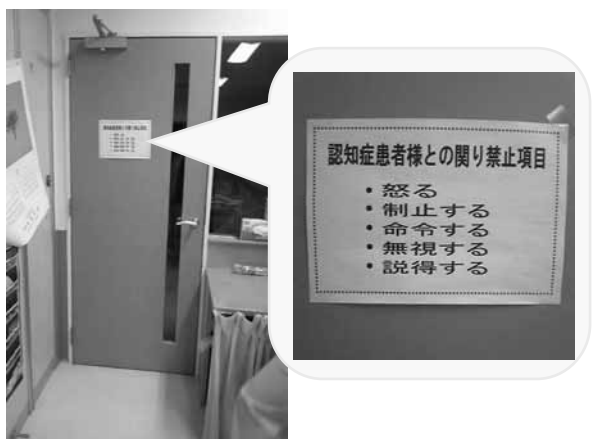 認知症患者様との関り禁止項目
・怒る
・制止する
・命令する
・無視する
・説得する